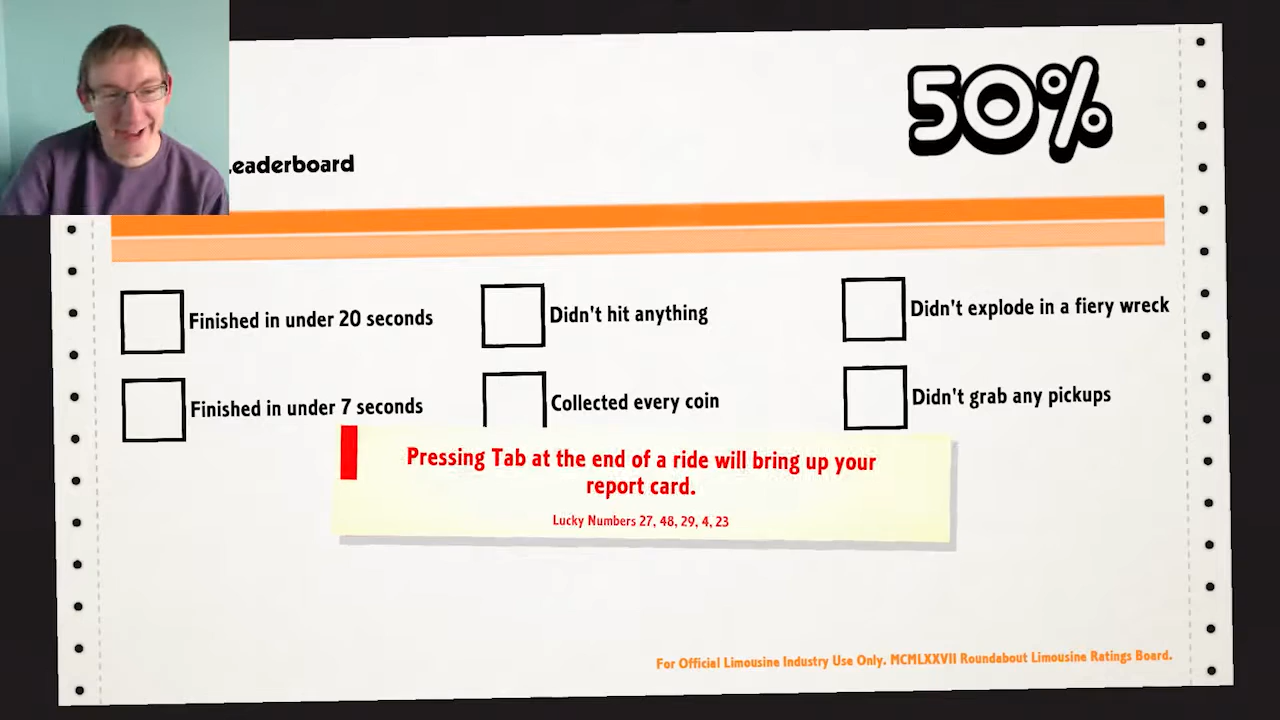 50%
Leaderboard
Finished in under 20 seconds
Didn't hit anything
Didn't explode in a fiery wreck
Finished in under 7 seconds
Collected every coin
Didn't grab any pickups
Pressing Tab at the end of a ride will bring up your
report card.
Lucky Numbers 27, 48, 29, 4, 23
For Official Limousine Industry Use Only. MCMLXXVII Roundabout Limousine Ratings Board.